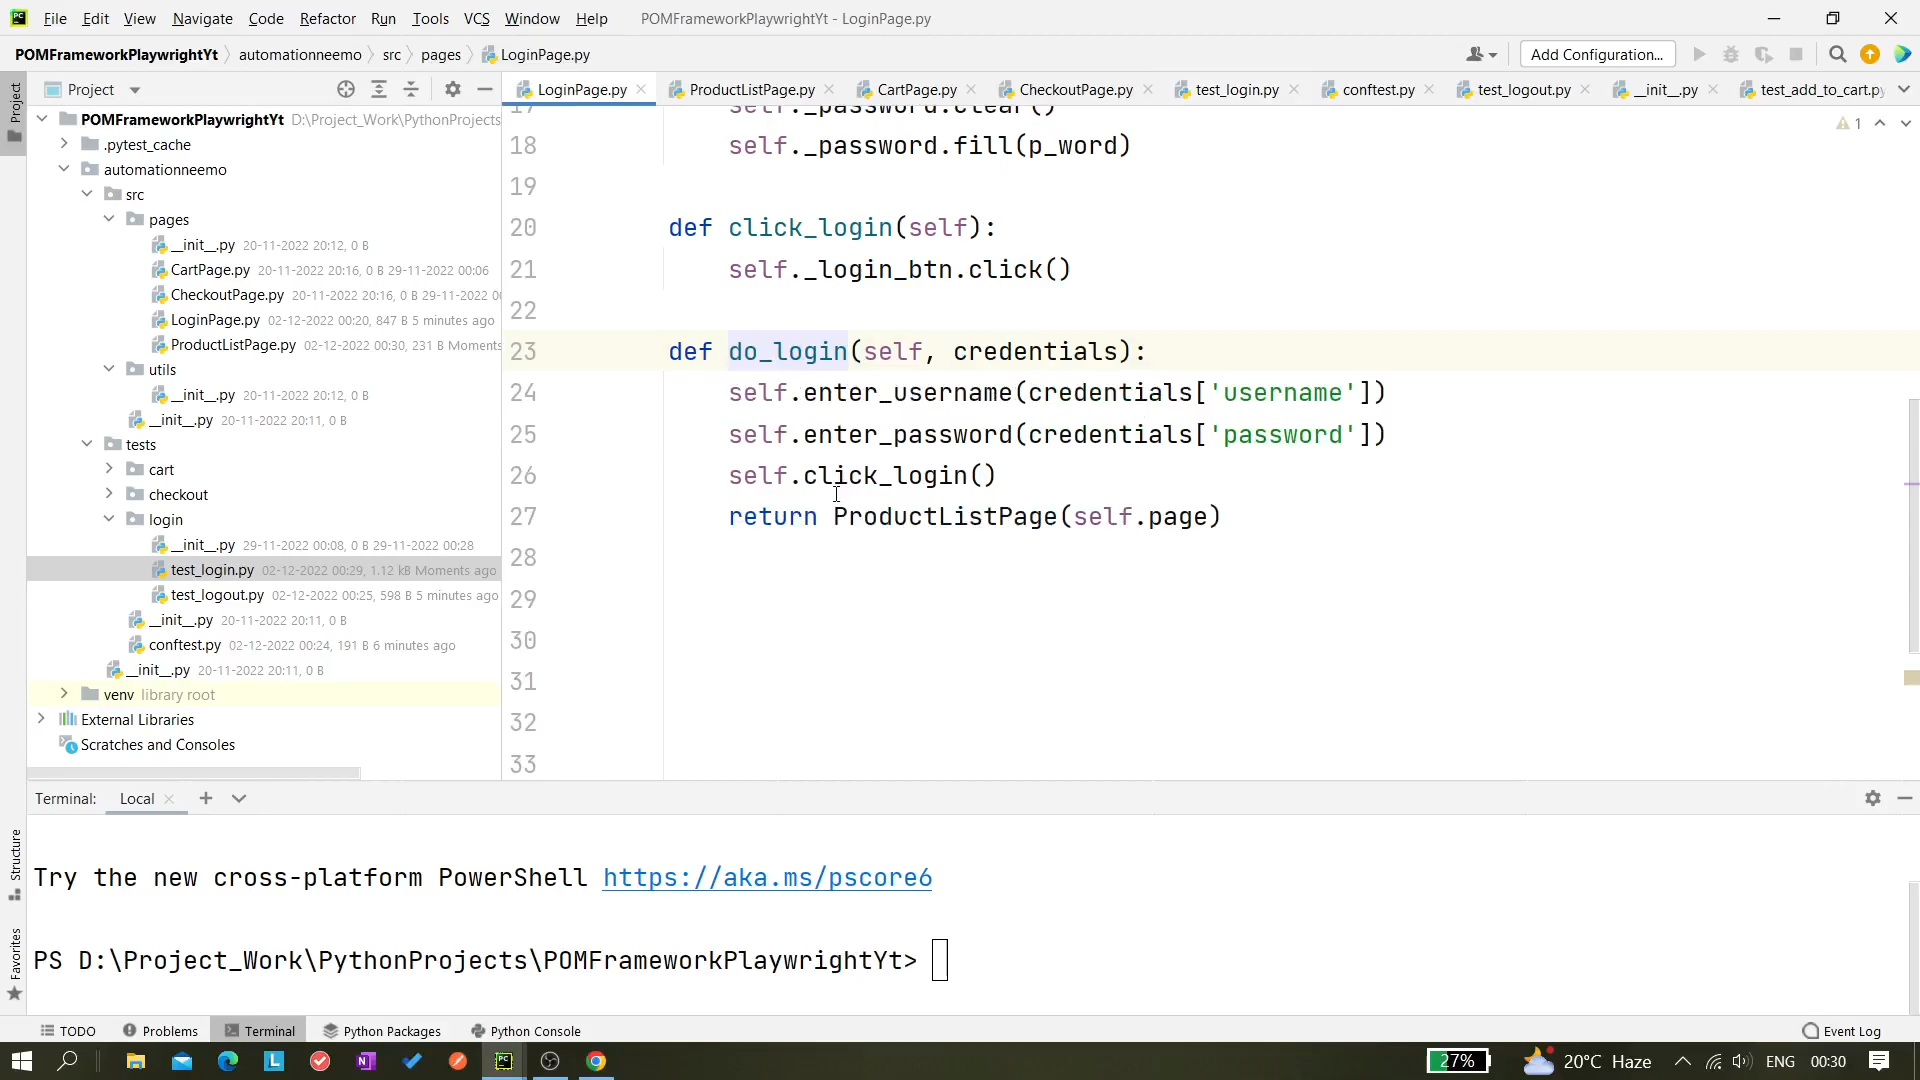 File Edit View Navigate Code Refactor Run Tools VCS Window Help POMFrameworkPlaywrightYt - LoginPage.py
POMFrameworkPlaywrightYt automationneemo src pages LoginPage.py Add Configuration...
Project
LoginPage.py ProductListPage.py CartPage.py CheckoutPage.py test_login.py conftest.py test_logout.py __init__.py test_add_to_cart.py
Project
POMFrameworkPlaywrightYt D:\Project_Work\PythonProjects
.pytest_cache
automationneemo
src
pages
__init__.py 20-11-2022 20:12, 0 B
CartPage.py 20-11-2022 20:16, 0 B 29-11-2022 00:06
CheckoutPage.py 20-11-2022 20:16, 0 B 29-11-2022 0
LoginPage.py 02-12-2022 00:20, 847 B 5 minutes ago
ProductListPage.py 02-12-2022 00:30, 231 B Moments
utils
__init__.py 20-11-2022 20:12, 0 B
__init__.py 20-11-2022 20:11, 0 B
tests
cart
checkout
login
__init__.py 29-11-2022 00:08, 0 B 29-11-2022 00:28
test_login.py 02-12-2022 00:29, 1.12 kB Moments ago
test_logout.py 02-12-2022 00:25, 598 B 5 minutes ago
__init__.py 20-11-2022 20:11, 0 B
conftest.py 02-12-2022 00:24, 191 B 6 minutes ago
__init__.py 20-11-2022 20:11, 0 B
venv library root
External Libraries
Scratches and Consoles
1
17 self._password.clear()
18 self._password.fill(p_word)
19
20 def click_login(self):
21 self._login_btn.click()
22
23 def do_login(self, credentials):
24 self.enter_username(credentials['username'])
25 self.enter_password(credentials['password'])
26 self.click_login()
27 return ProductListPage(self.page)
28
29
30
31
32
33
Terminal: Local
Structure
Favorites
Try the new cross-platform PowerShell https://aka.ms/pscore6
PS D:\Project_Work\PythonProjects\POMFrameworkPlaywrightYt>
TODO Problems Terminal Python Packages Python Console Event Log
27% 20°C Haze ENG 00:30